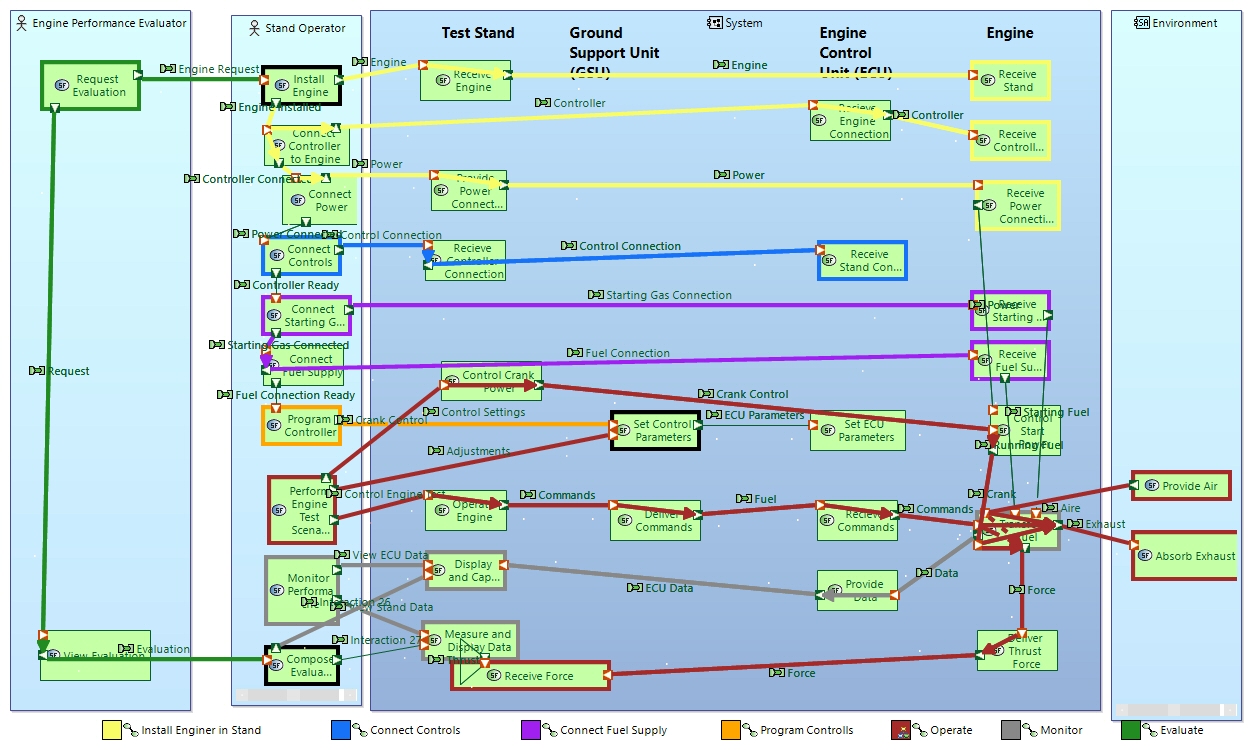 Engine Performance Evaluator
Stand Operator
System
Environment
Test Stand
Ground
Support Unit
(GSU)
Engine
Control
Unit (ECU)
Engine
Request
Evaluation
Engine Request
Install
Engine
Engine
Receive
Engine
Engine
Receive
Stand
Engine Installed
Controller
Connect
Controller
to Engine
Recieve
Engine
Connection
Controller
Receive
Controll...
Power
Controller
Connect
Power
Provide
Power
Connect...
Power
Receive
Power
Connecti...
Control Connection
Connect
Controls
Recieve
Controller
Connection
Control Connection
Receive
Stand Con...
Controller Ready
Connect
Starting G...
Starting Gas Connection
Power
Receive
Starting ...
Starting Gas Connected
Connect
Fuel Supply
Fuel Connection
Receive
Fuel Su...
Request
Fuel Connection Ready
Control Crank
Power
Crank Control
Program
Controller
Crank Control
Control Settings
Set Control
Parameters
ECU Parameters
Set ECU
Parameters
Starting Fuel
Control
Start
Power
Running Fuel
Adjustments
Perform
Engine
Test
Scena...
Control Engine Test
Operate
Engine
Commands
Deliver
Commands
Fuel
Recieve
Commands
Commands
Crank
Aire
Exhaust
Fuel
Provide Air
Absorb Exhaust
View ECU Data
Monitor
Performa...
Display
and Cap...
ECU Data
Provide
Data
Data
Force
Interaction 26
Stand Data
Interaction 27
Measure and
Display Data
Thrust
Receive Force
Force
Deliver
Thrust
Force
View Evaluation
Evaluation
Compose
Evalua...
Install Enginer in Stand
Connect Controls
Connect Fuel Supply
Program Controls
Operate
Monitor
Evaluate